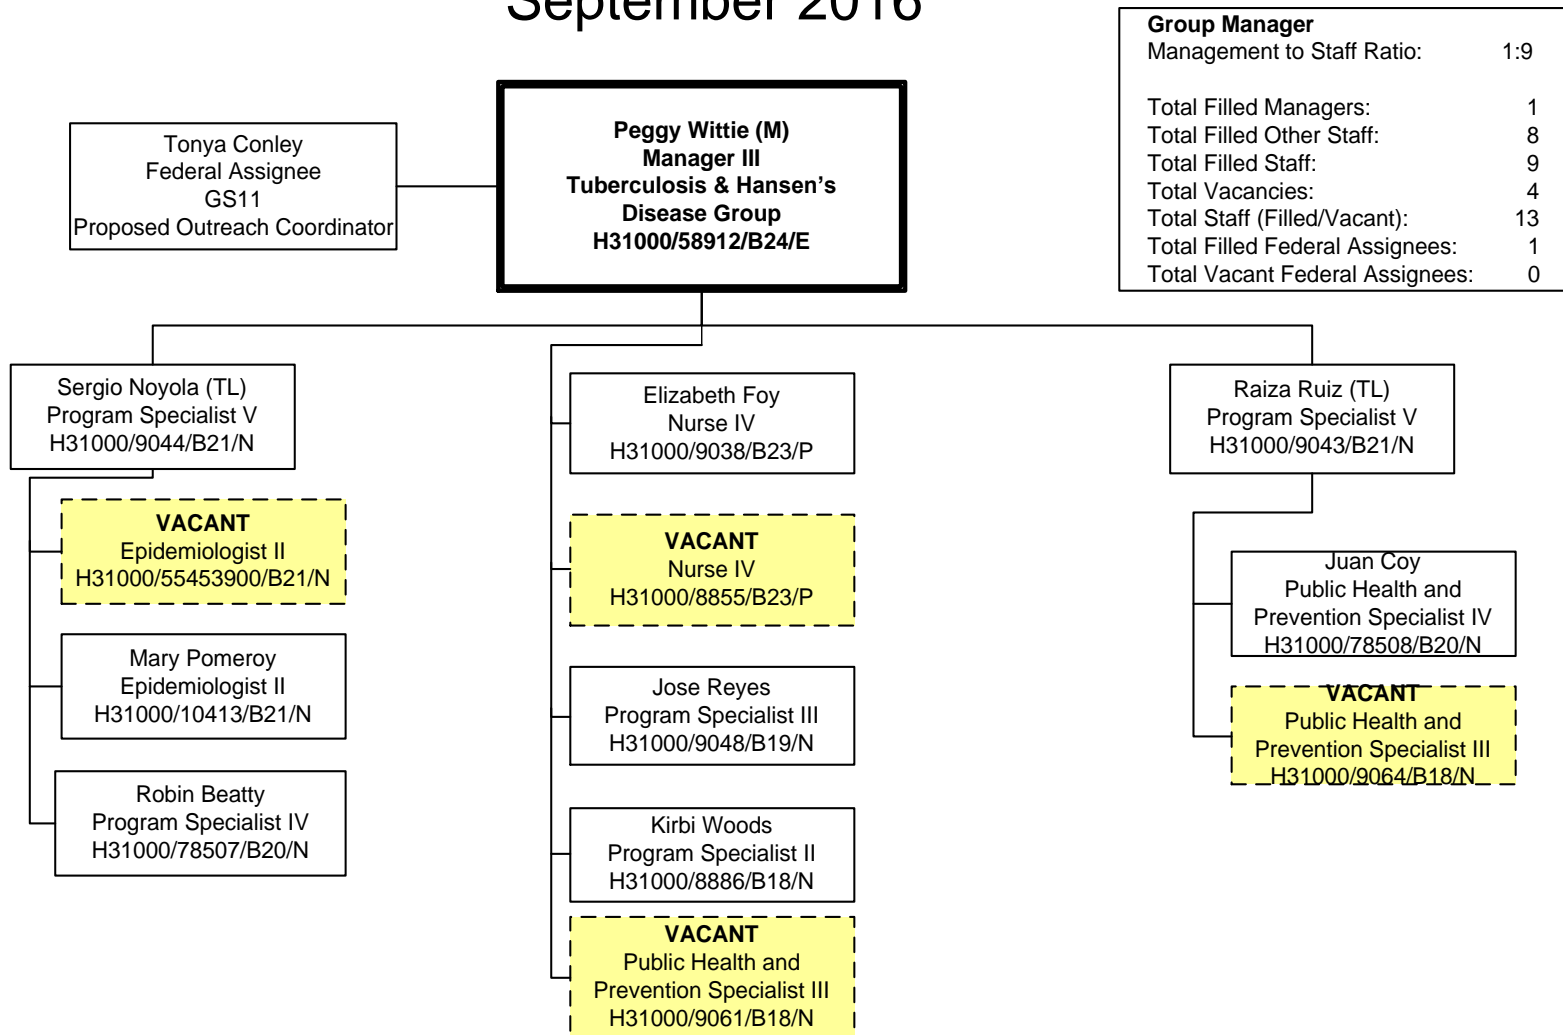 September 2016
Group Manager
Management to Staff Ratio: 1:9
Total Filled Managers: 1
Total Filled Other Staff: 8
Total Filled Staff: 9
Total Vacancies: 4
Total Staff (Filled/Vacant): 13
Total Filled Federal Assignees: 1
Total Vacant Federal Assignees: 0
Tonya Conley
Federal Assignee
GS11
Proposed Outreach Coordinator
Peggy Wittie (M)
Manager III
Tuberculosis & Hansen's
Disease Group
H31000/58912/B24/E
Sergio Noyola (TL)
Program Specialist V
H31000/9044/B21/N
VACANT
Epidemiologist II
H31000/55453900/B21/N
Mary Pomeroy
Epidemiologist II
H31000/10413/B21/N
Robin Beatty
Program Specialist IV
H31000/78507/B20/N
Elizabeth Foy
Nurse IV
H31000/9038/B23/P
VACANT
Nurse IV
H31000/8855/B23/P
Jose Reyes
Program Specialist III
H31000/9048/B19/N
Kirbi Woods
Program Specialist II
H31000/8886/B18/N
VACANT
Public Health and
Prevention Specialist III
H31000/9061/B18/N
Raiza Ruiz (TL)
Program Specialist V
H31000/9043/B21/N
Juan Coy
Public Health and
Prevention Specialist IV
H31000/78508/B20/N
VACANT
Public Health and
Prevention Specialist III
H31000/9064/B18/N